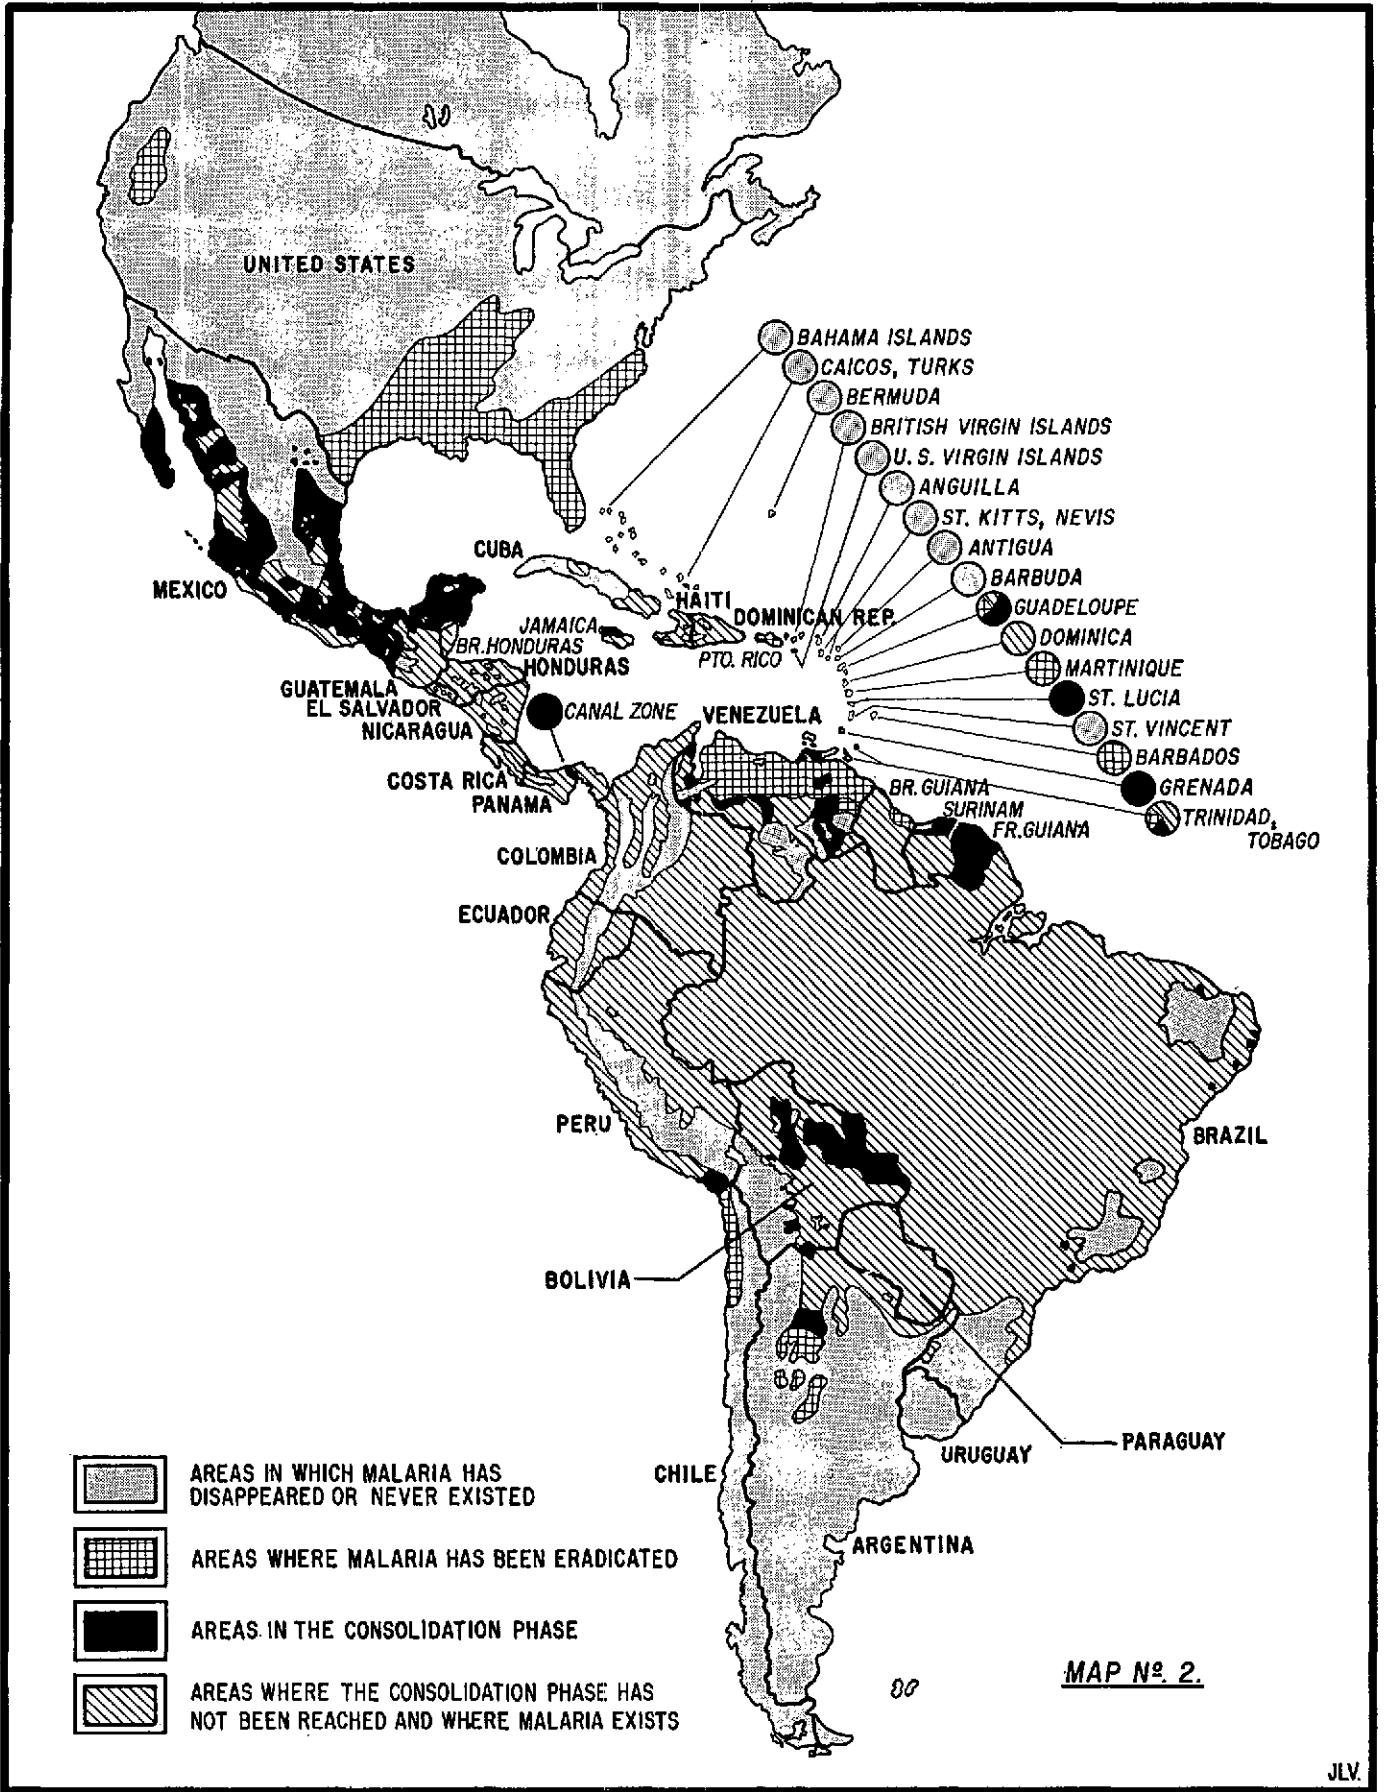 UNITED STATES
BAHAMA ISLANDS
CAICOS, TURKS
BERMUDA
BRITISH VIRGIN ISLANDS
U. S. VIRGIN ISLANDS
ANGUILLA
ST. KITTS, NEVIS
ANTIGUA
BARBUDA
GUADELOUPE
DOMINICA
MARTINIQUE
ST. LUCIA
ST. VINCENT
BARBADOS
GRENADA
TRINIDAD,
TOBAGO
CUBA
MEXICO
HAITI
DOMINICAN REP.
JAMAICA
BR. HONDURAS
PTO. RICO
HONDURAS
GUATEMALA
EL SALVADOR
NICARAGUA
CANAL ZONE
VENEZUELA
COSTA RICA
PANAMA
BR. GUIANA
SURINAM
FR. GUIANA
COLOMBIA
ECUADOR
PERU
BRAZIL
BOLIVIA
PARAGUAY
URUGUAY
CHILE
ARGENTINA
AREAS IN WHICH MALARIA HAS
DISAPPEARED OR NEVER EXISTED
AREAS WHERE MALARIA HAS BEEN ERADICATED
AREAS IN THE CONSOLIDATION PHASE
AREAS WHERE THE CONSOLIDATION PHASE HAS
NOT BEEN REACHED AND WHERE MALARIA EXISTS
MAP Nº. 2.
JLV.